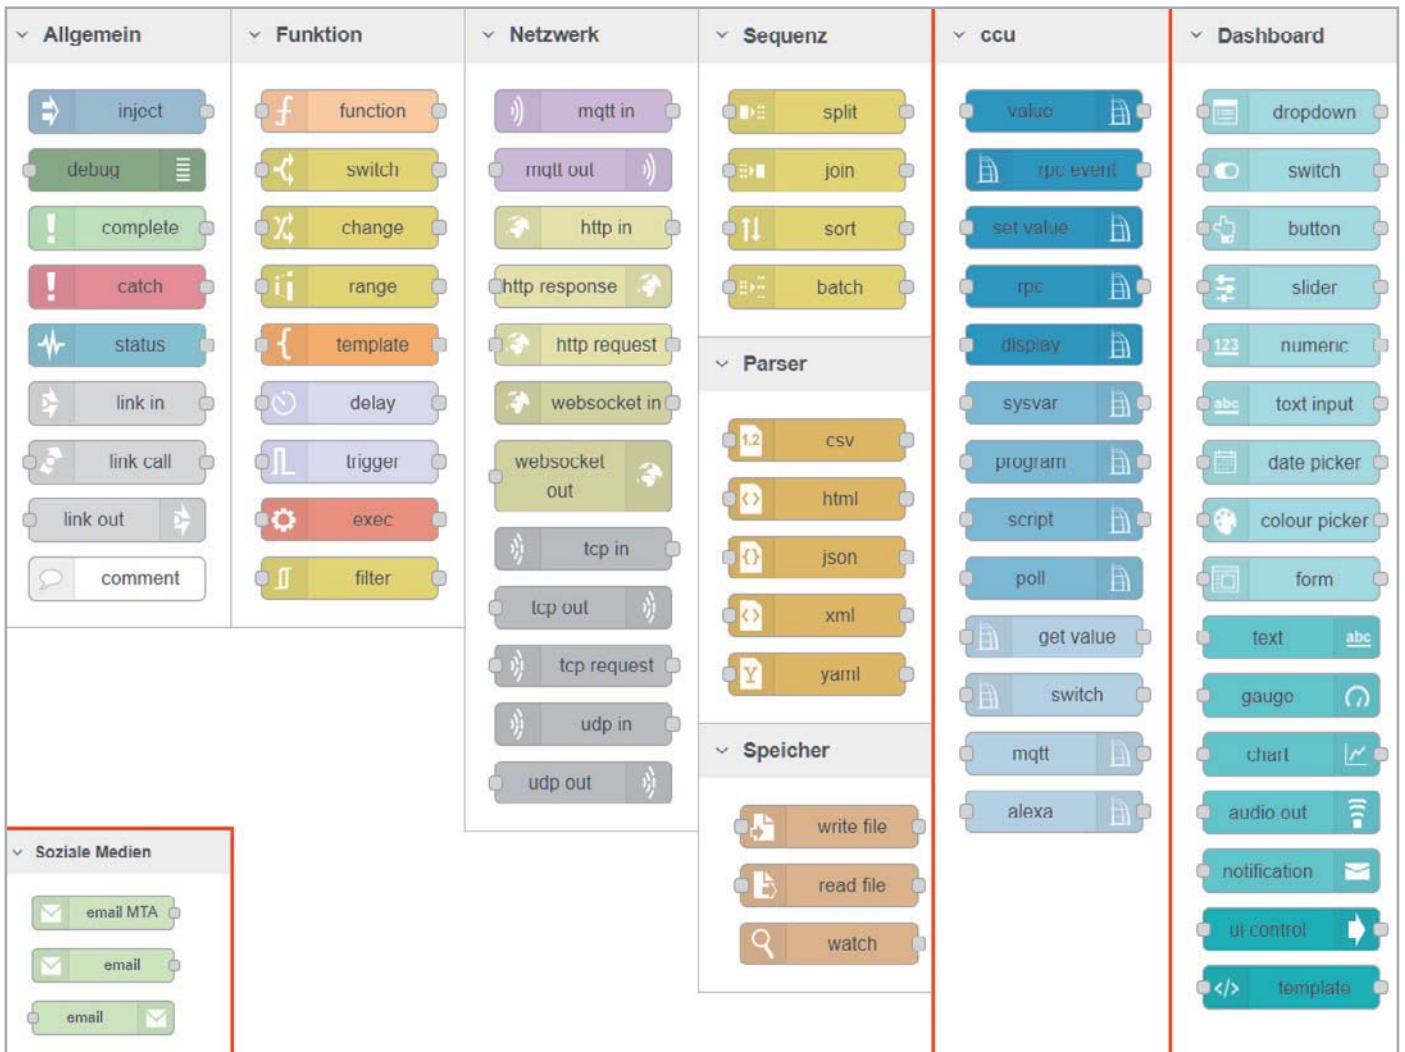 Allgemein
inject
debug
complete
catch
status
link in
link call
link out
comment
Funktion
function
switch
change
range
template
delay
trigger
exec
filter
Netzwerk
mqtt in
mqtt out
http in
http response
http request
websocket in
websocket
out
tcp in
tcp out
tcp request
udp in
udp out
Sequenz
split
join
sort
batch
Parser
1.2
csv
html
json
xml
Y
yaml
Speicher
write file
read file
watch
ccu
value
rpc event
set value
rpc
display
sysvar
program
script
poll
get value
switch
mqtt
alexa
Dashboard
dropdown
switch
button
slider
123
numeric
abc
text input
date picker
colour picker
form
text
abc
gauge
chart
audio out
notification
ui control
template
Soziale Medien
email MTA
email
email